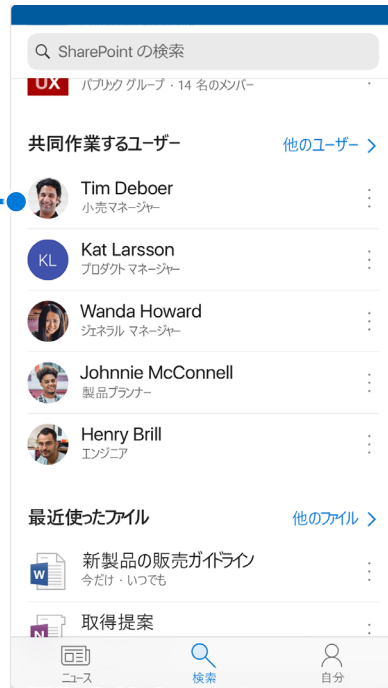 SharePoint の検索
UX
パブリック グループ・14 名のメンバー
共同作業するユーザー
他のユーザー
Tim Deboer
小売マネージャー
KL
Kat Larsson
プロダクト マネージャー
Wanda Howard
ジェネラル マネージャー
Johnnie McConnell
製品プランナー
Henry Brill
エンジニア
最近使ったファイル
他のファイル
W
新製品の販売ガイドライン
今だけ・いつでも
N
取得提案
ニュース
検索
自分